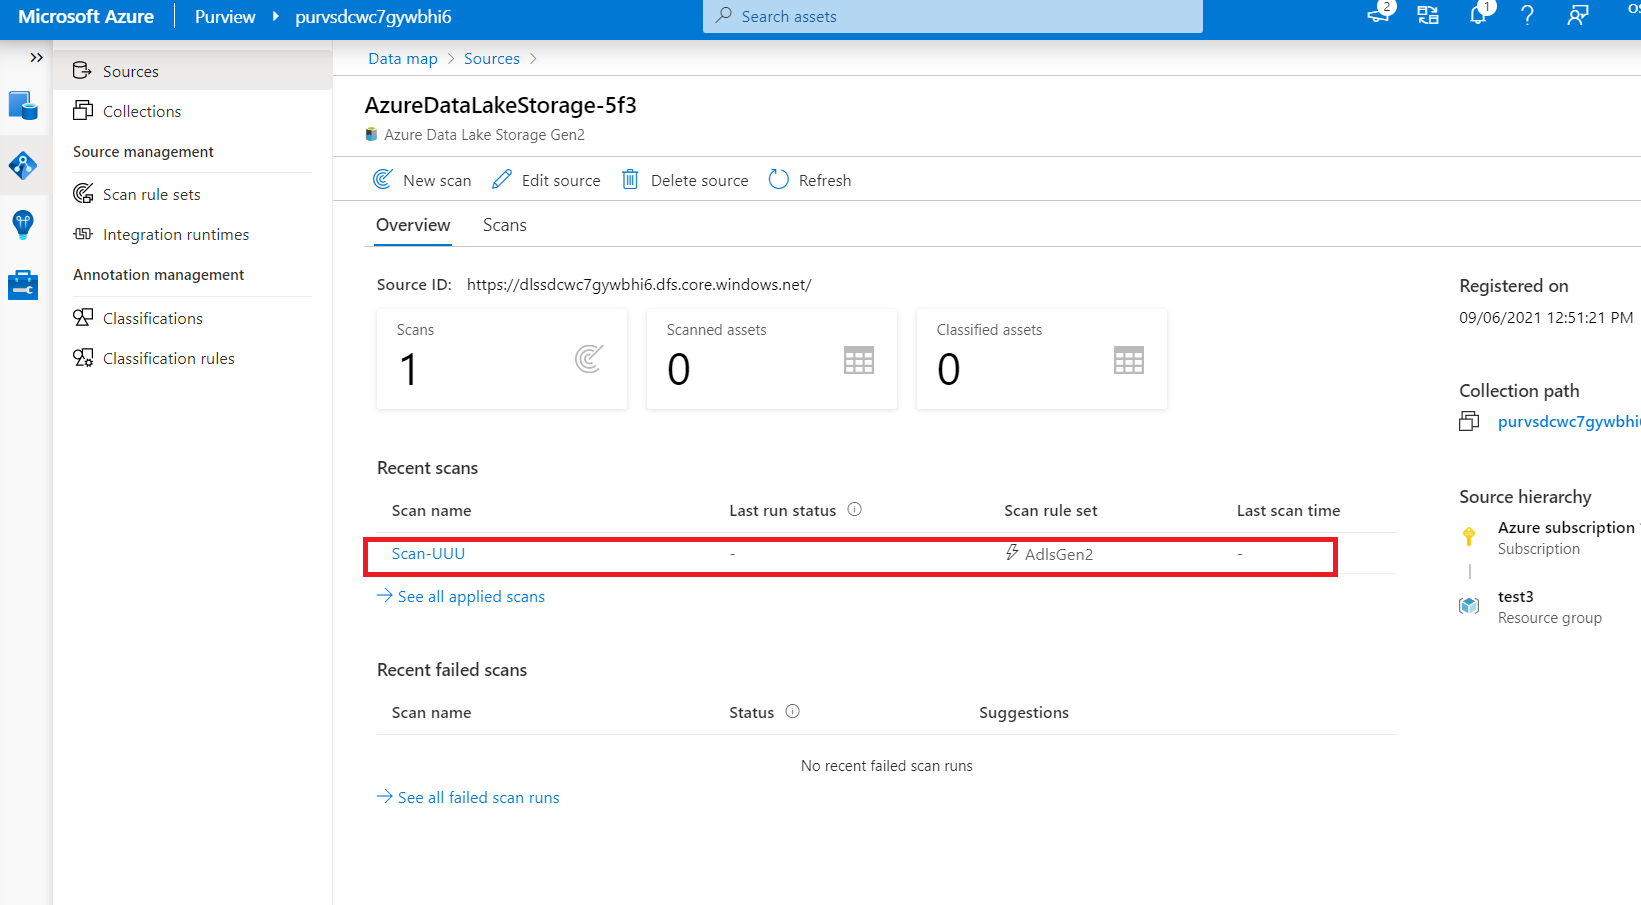 Microsoft Azure Purview purvsdcwc7gywbhi6
Search assets
2
1
Sources
Collections
Source management
Scan rule sets
Integration runtimes
Annotation management
Classifications
Classification rules
Data map > Sources >
AzureDataLakeStorage-5f3
Azure Data Lake Storage Gen2
New scan Edit source Delete source Refresh
Overview Scans
Source ID: https://dlssdcwc7gywbhi6.dfs.core.windows.net/
Scans
1
Scanned assets
0
Classified assets
0
Recent scans
Scan name Last run status Scan rule set Last scan time
Scan-UUU - AdlsGen2 -
See all applied scans
Recent failed scans
Scan name Status Suggestions
No recent failed scan runs
See all failed scan runs
Registered on
09/06/2021 12:51:21 PM
Collection path
purvsdcwc7gywbhi6
Source hierarchy
Azure subscription
Subscription
test3
Resource group